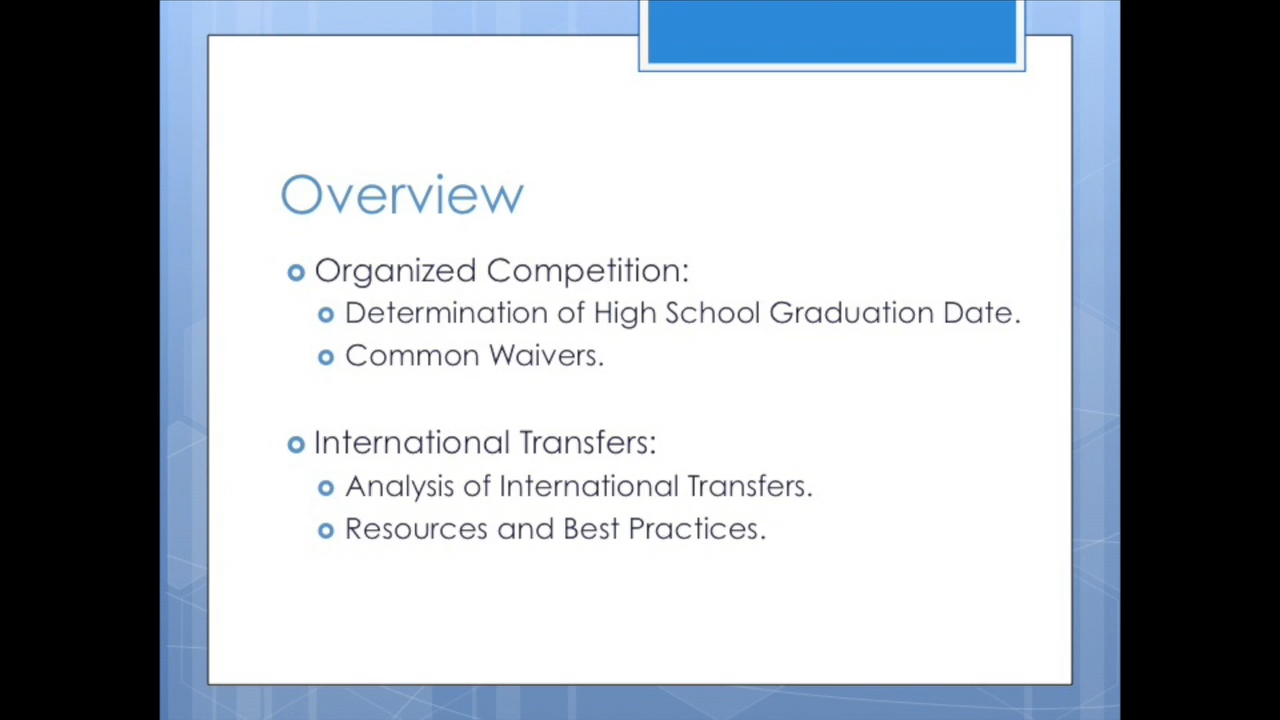 Overview
Organized Competition:
Determination of High School Graduation Date.
Common Waivers.
International Transfers:
Analysis of International Transfers.
Resources and Best Practices.